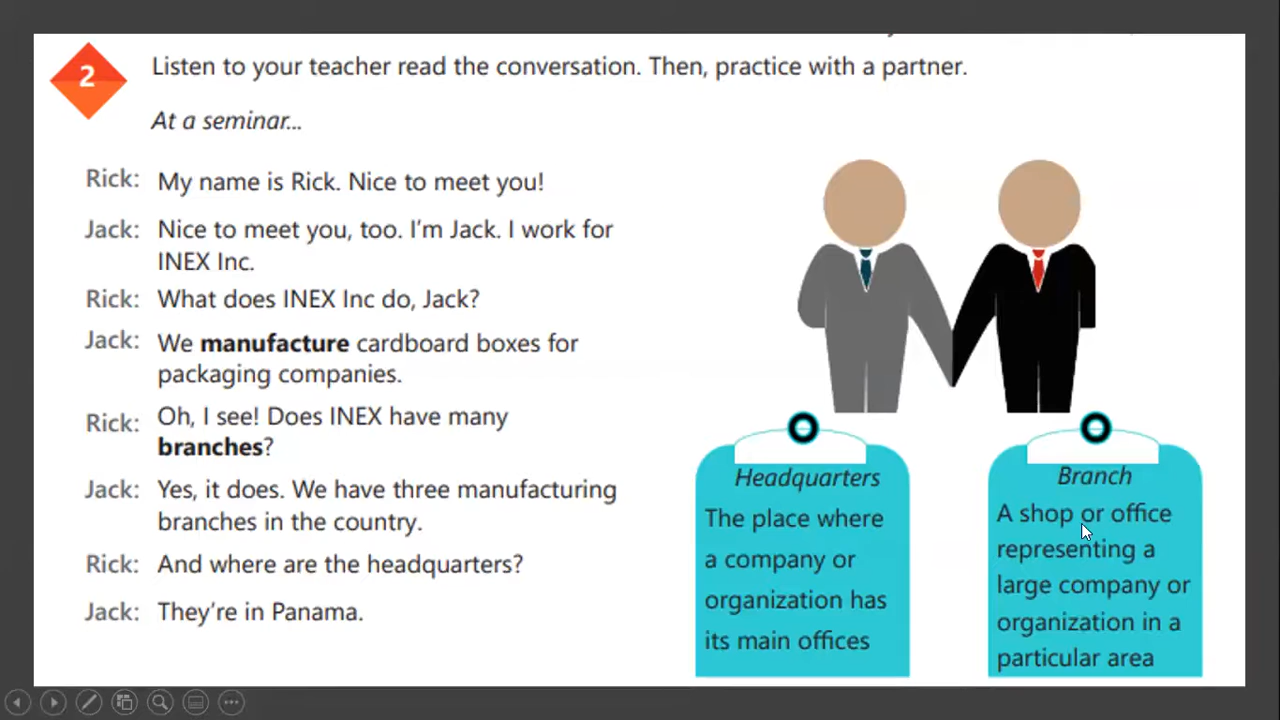 2
Listen to your teacher read the conversation. Then, practice with a partner.
At a seminar...
Rick: My name is Rick. Nice to meet you!
Jack: Nice to meet you, too. I'm Jack. I work for
INEX Inc.
Rick: What does INEX Inc do, Jack?
Jack: We manufacture cardboard boxes for
packaging companies.
Rick: Oh, I see! Does INEX have many
branches?
Jack: Yes, it does. We have three manufacturing
branches in the country.
Rick: And where are the headquarters?
Jack: They're in Panama.
Headquarters
The place where
a company or
organization has
its main offices
Branch
A shop or office
representing a
large company or
organization in a
particular area